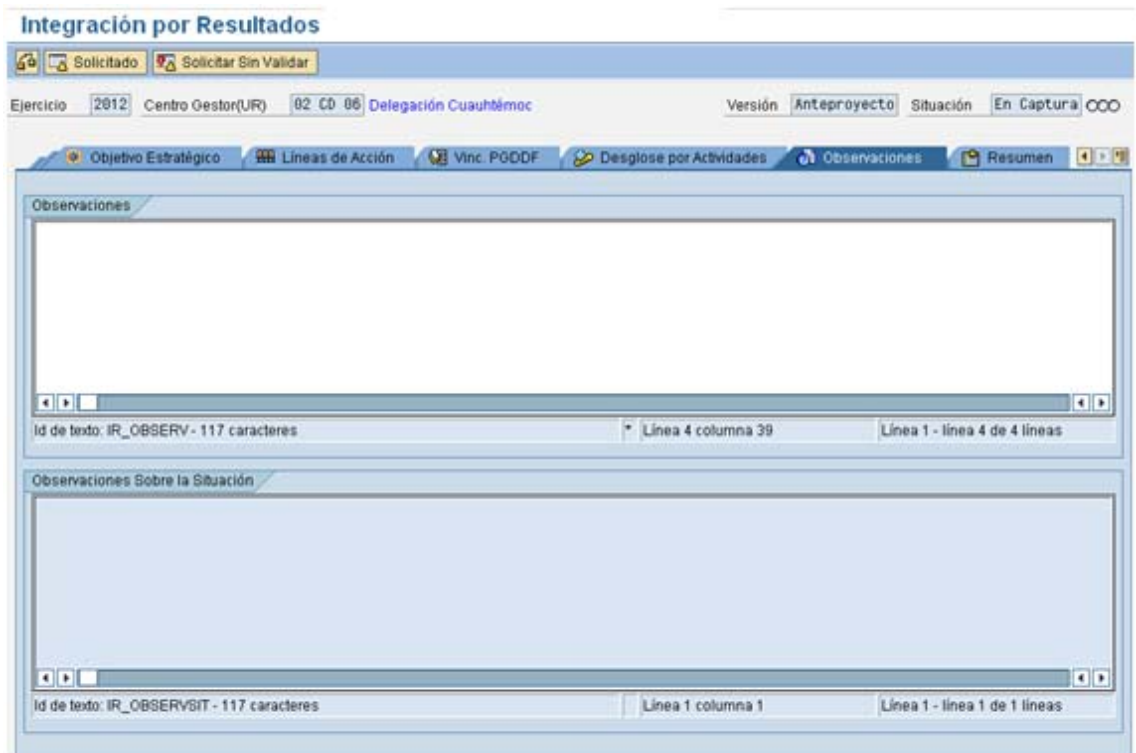 Integración por Resultados
Solicitado Solicitar Sin Validar
Ejercicio 2012 Centro Gestor(UR) 02 CD 06 Delegación Cuauhtémoc Versión Anteproyecto Situación En Captura
Objetivo Estratégico Líneas de Acción Vinc. PGDDF Desglose por Actividades Observaciones Resumen
Observaciones
Id de texto: IR_OBSERV - 117 caracteres * Línea 4 columna 39 Línea 1 - línea 4 de 4 líneas
Observaciones Sobre la Situación
Id de texto: IR_OBSERVSIT - 117 caracteres Línea 1 columna 1 Línea 1 - línea 1 de 1 líneas